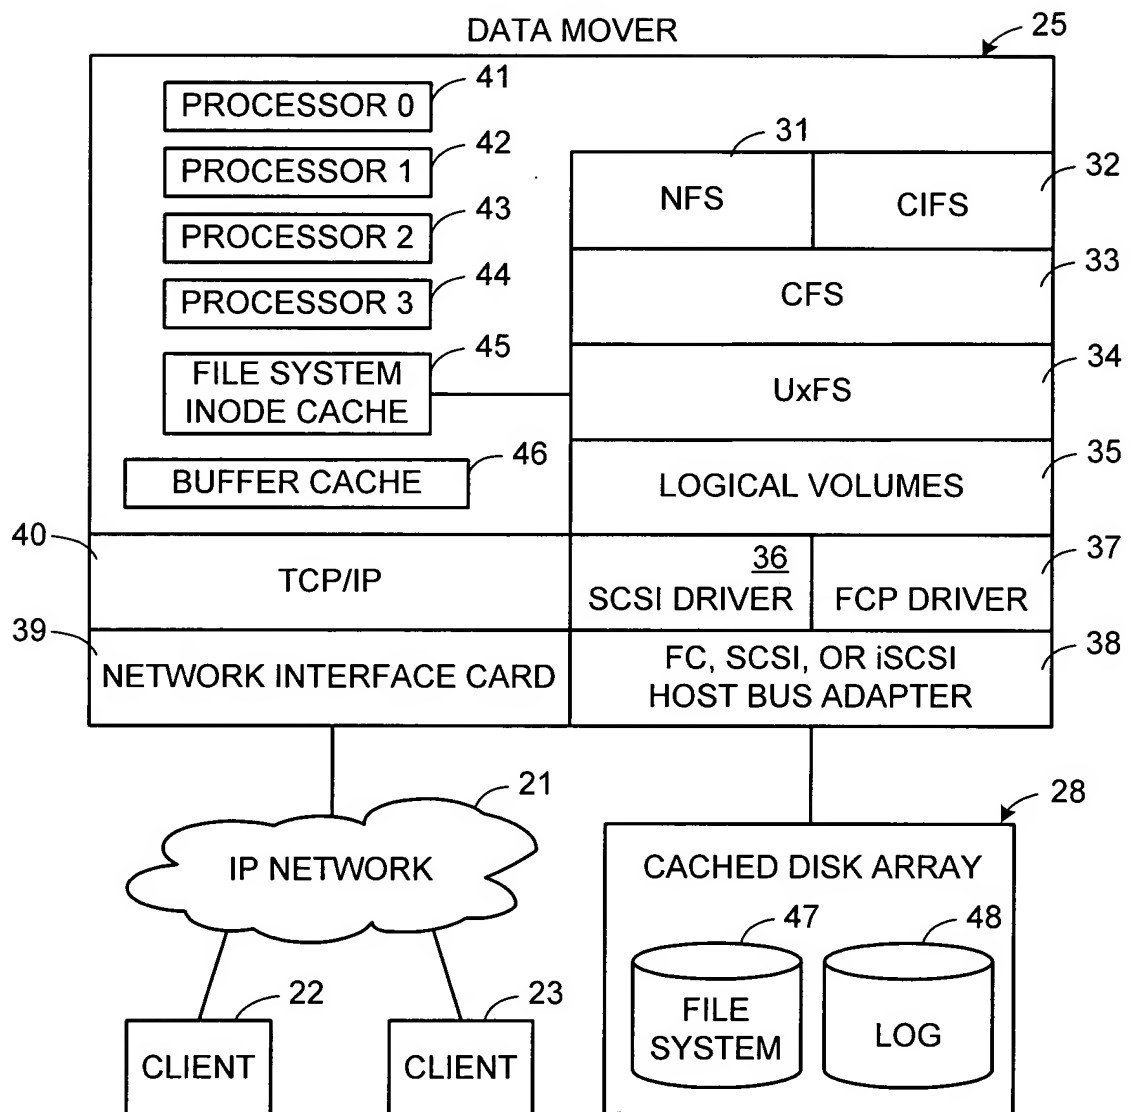 DATA MOVER
25
PROCESSOR 0
41
PROCESSOR 1
42
PROCESSOR 2
43
PROCESSOR 3
44
FILE SYSTEM
INODE CACHE
45
BUFFER CACHE
46
31
NFS
CIFS
32
CFS
33
UxFS
34
LOGICAL VOLUMES
35
40
TCP/IP
36
SCSI DRIVER
FCP DRIVER
37
39
NETWORK INTERFACE CARD
FC, SCSI, OR iSCSI
HOST BUS ADAPTER
38
21
IP NETWORK
22
CLIENT
23
CLIENT
28
CACHED DISK ARRAY
47
FILE
SYSTEM
48
LOG